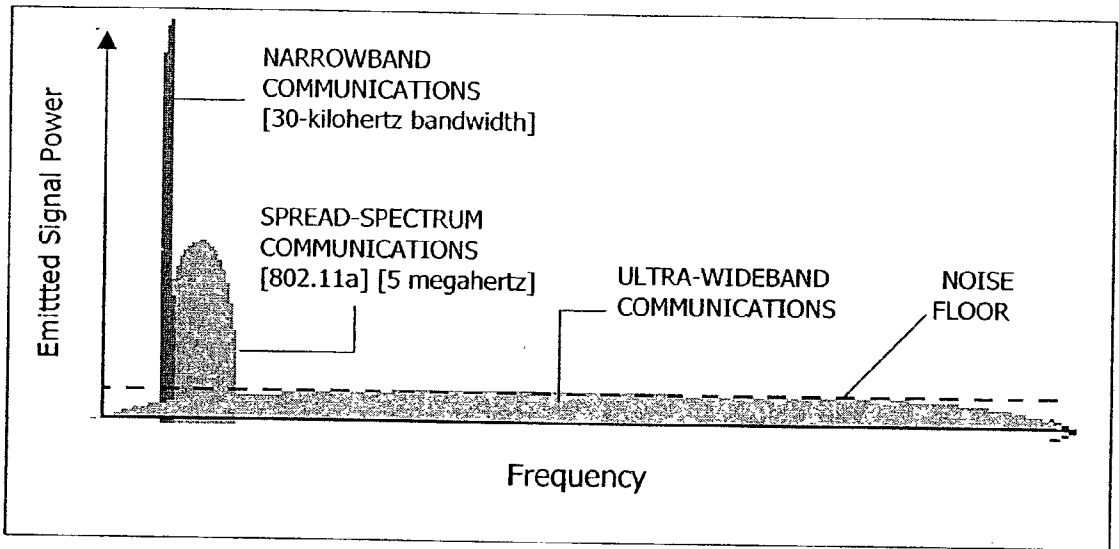 NARROWBAND
COMMUNICATIONS
[30-kilohertz bandwidth]
Emittted Signal Power
SPREAD-SPECTRUM
COMMUNICATIONS
[802.11a] [5 megahertz]
ULTRA-WIDEBAND
COMMUNICATIONS
NOISE
FLOOR
Frequency